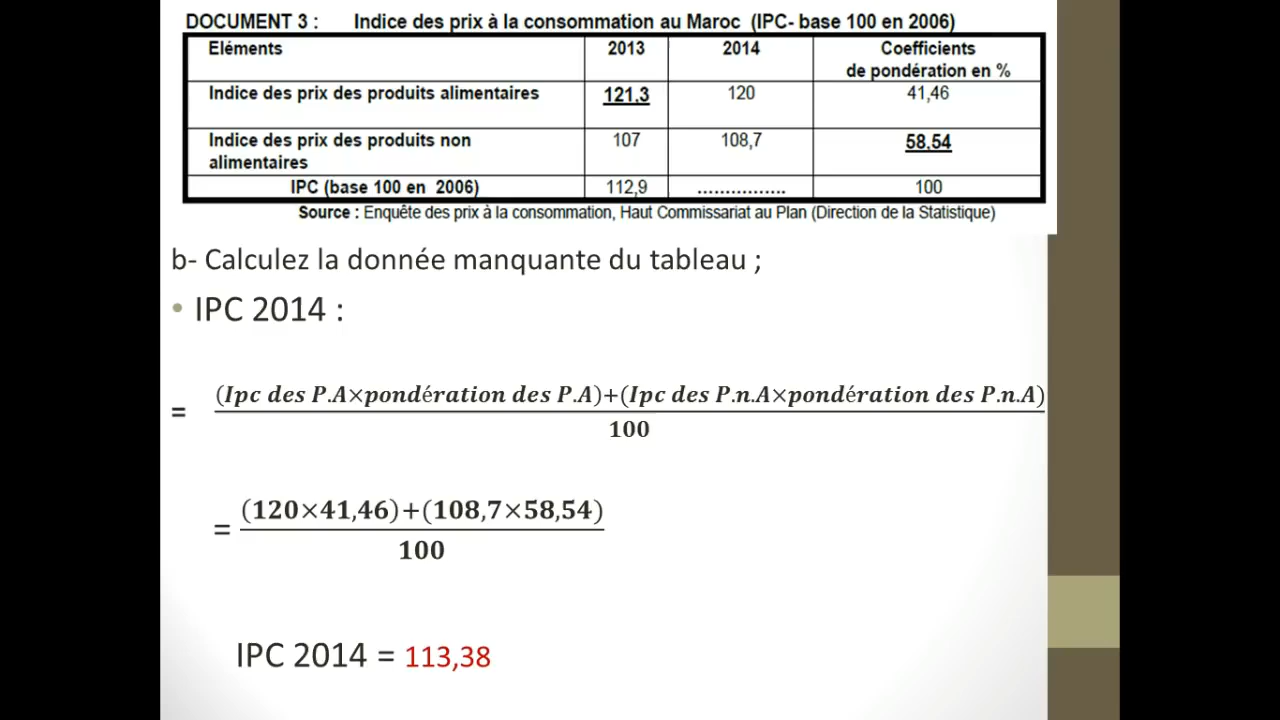 DOCUMENT 3 : Indice des prix à la consommation au Maroc (IPC- base 100 en 2006)
Eléments 2013 2014 Coefficients de pondération en %
Indice des prix des produits alimentaires 121,3 120 41,46
Indice des prix des produits non alimentaires 107 108,7 58,54
IPC (base 100 en 2006) 112,9 ................ 100
Source : Enquête des prix à la consommation, Haut Commissariat au Plan (Direction de la Statistique)
b- Calculez la donnée manquante du tableau ;
• IPC 2014 :
= (Ipc des P.A×pondération des P.A)+(Ipc des P.n.A×pondération des P.n.A)
100
= (120×41,46)+(108,7×58,54)
100
IPC 2014 = 113,38